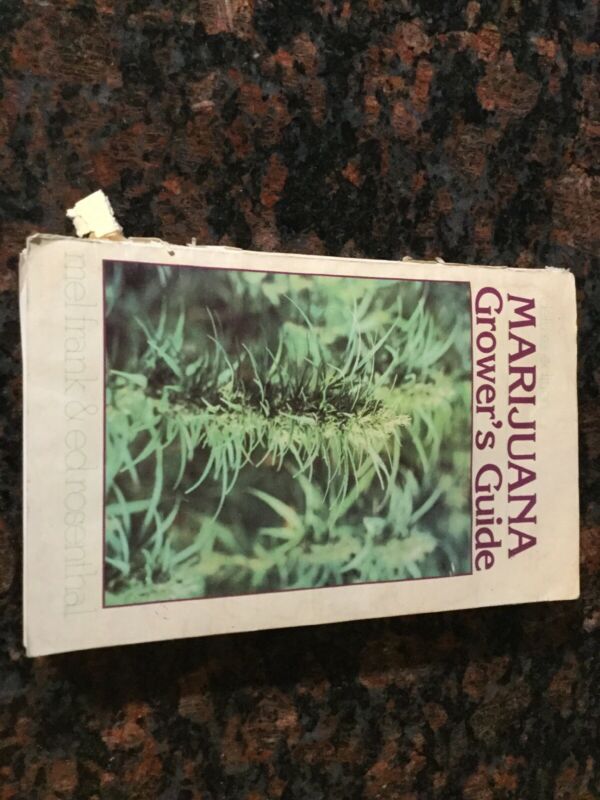 MARIJUANA
Grower's Guide
mel frank & ed rosenthal